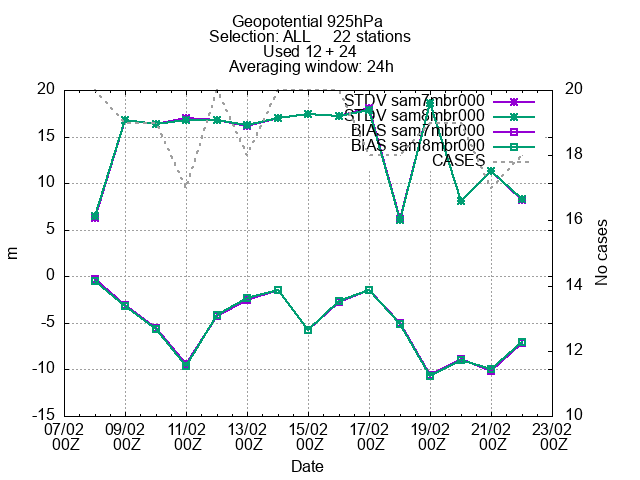 Geopotential 925hPa
Selection: ALL 22 stations
Used 12 + 24
Averaging window: 24h
STDV sam7mbr000
STDV sam8mbr000
BIAS sam7mbr000
BIAS sam8mbr000
CASES
20
15
10
5
0
-5
-10
-15
m
20
18
16
14
12
10
No cases
07/02 09/02 11/02 13/02 15/02 17/02 19/02 21/02 23/02
00Z 00Z 00Z 00Z 00Z 00Z 00Z 00Z 00Z
Date